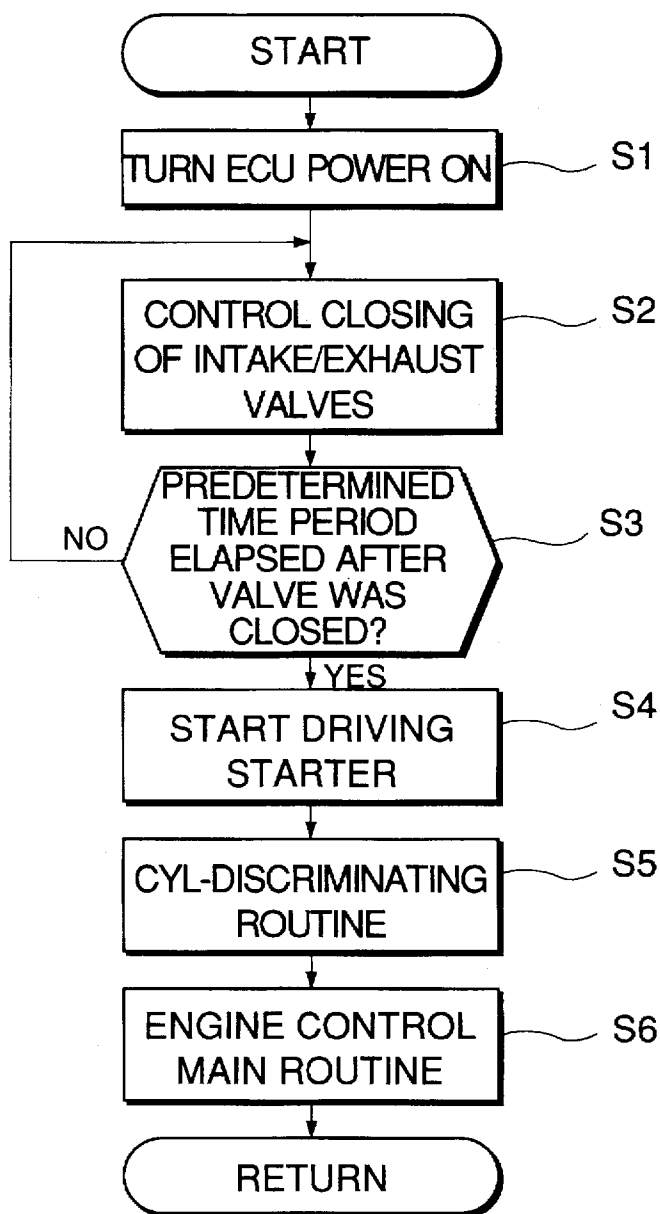 START
TURN ECU POWER ON
S1
CONTROL CLOSING
OF INTAKE/EXHAUST
VALVES
S2
PREDETERMINED
TIME PERIOD
ELAPSED AFTER
VALVE WAS
CLOSED?
S3
NO
YES
START DRIVING
STARTER
S4
CYL-DISCRIMINATING
ROUTINE
S5
ENGINE CONTROL
MAIN ROUTINE
S6
RETURN